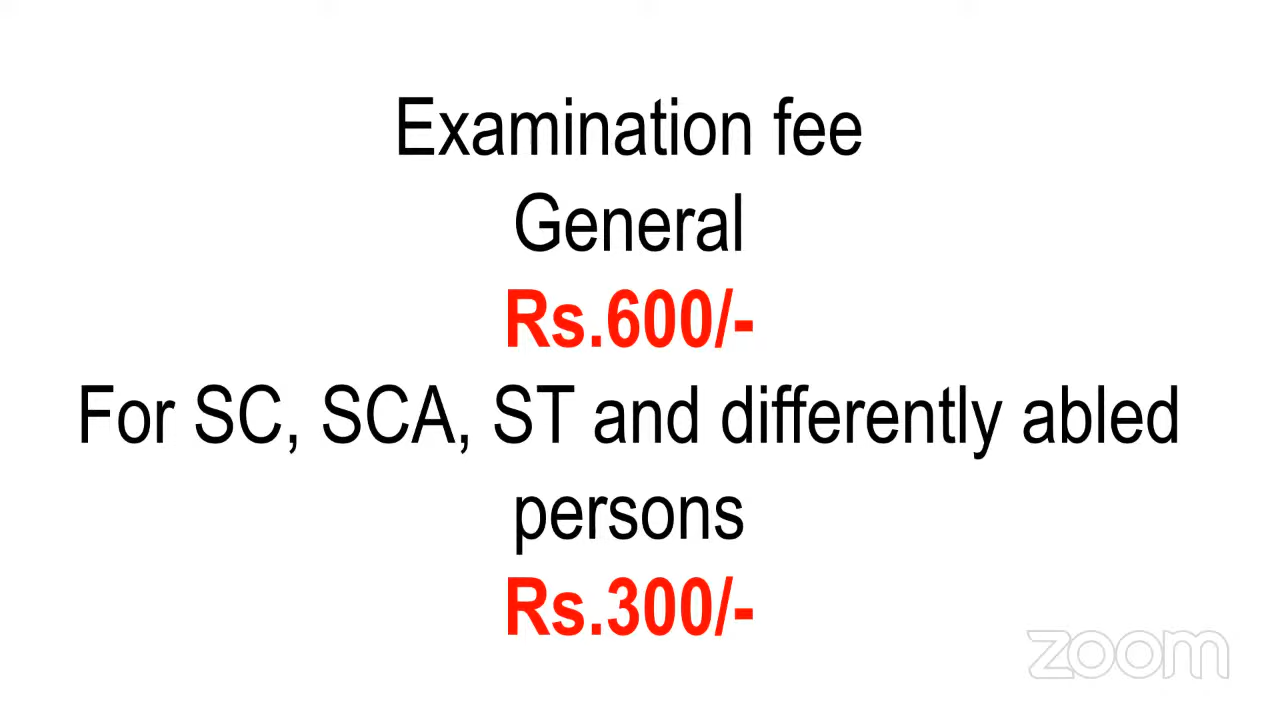 Examination fee
General
Rs.600/-
For SC, SCA, ST and differently abled
persons
Rs.300/-
zoom